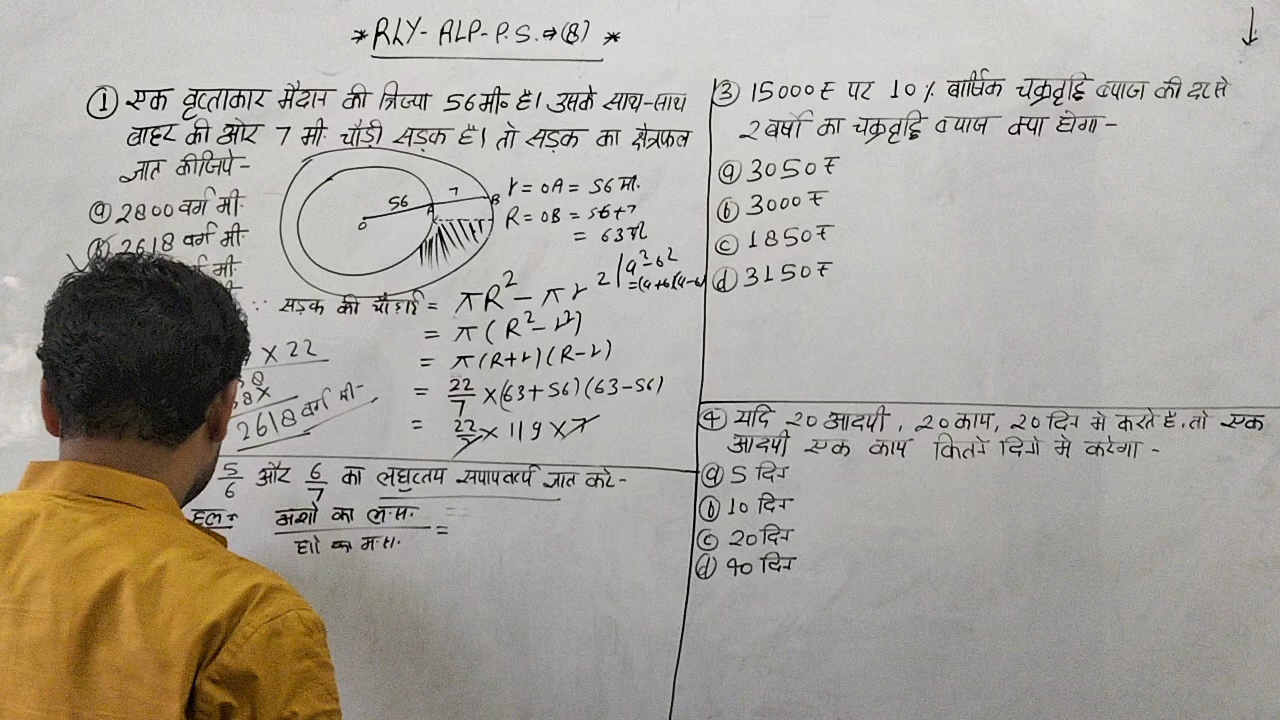 * RLY- ALP- P.S. ⇒ (8) *
① एक वृत्ताकार मैदान की त्रिज्या 56मी॰ है। उसके साथ-साथ
बाहर की ओर 7 मी. चौड़ी सड़क है। तो सड़क का क्षेत्रफल
ज्ञात कीजिए-
ⓐ 2800 वर्ग मी.
ⓑ 2618 वर्ग मी.
मी.
56
7
A
B
o
r = OA = 56 मी.
R = OB = 56+7
= 63 मी
a²-b²
=(a+b)(a-b)
∵ सड़क की चौड़ाई = πR² - πr²
= π(R²-r²)
= π(R+r)(R-r)
= 22/7 × (63+56)(63-56)
= 22/7 × 119 × 7
× 22
2618 वर्ग मी-
5/6 और 6/7 का लघुत्तम समापवर्त्य ज्ञात करे-
हल→ अंशो का ल.स. / हरो का म.स. =
③ 15000₹ पर 10% वार्षिक चक्रवृद्धि ब्याज की दर से
2 वर्षो का चक्रवृद्धि ब्याज क्या होगा-
ⓐ 3050₹
ⓑ 3000₹
ⓒ 1850₹
ⓓ 3150₹
④ यदि 20 आदमी, 20 काम, 20 दिन मे करते है, तो एक
आदमी एक काम कितने दिनो मे करेगा -
ⓐ 5 दिन
ⓑ 10 दिन
ⓒ 20 दिन
ⓓ 40 दिन